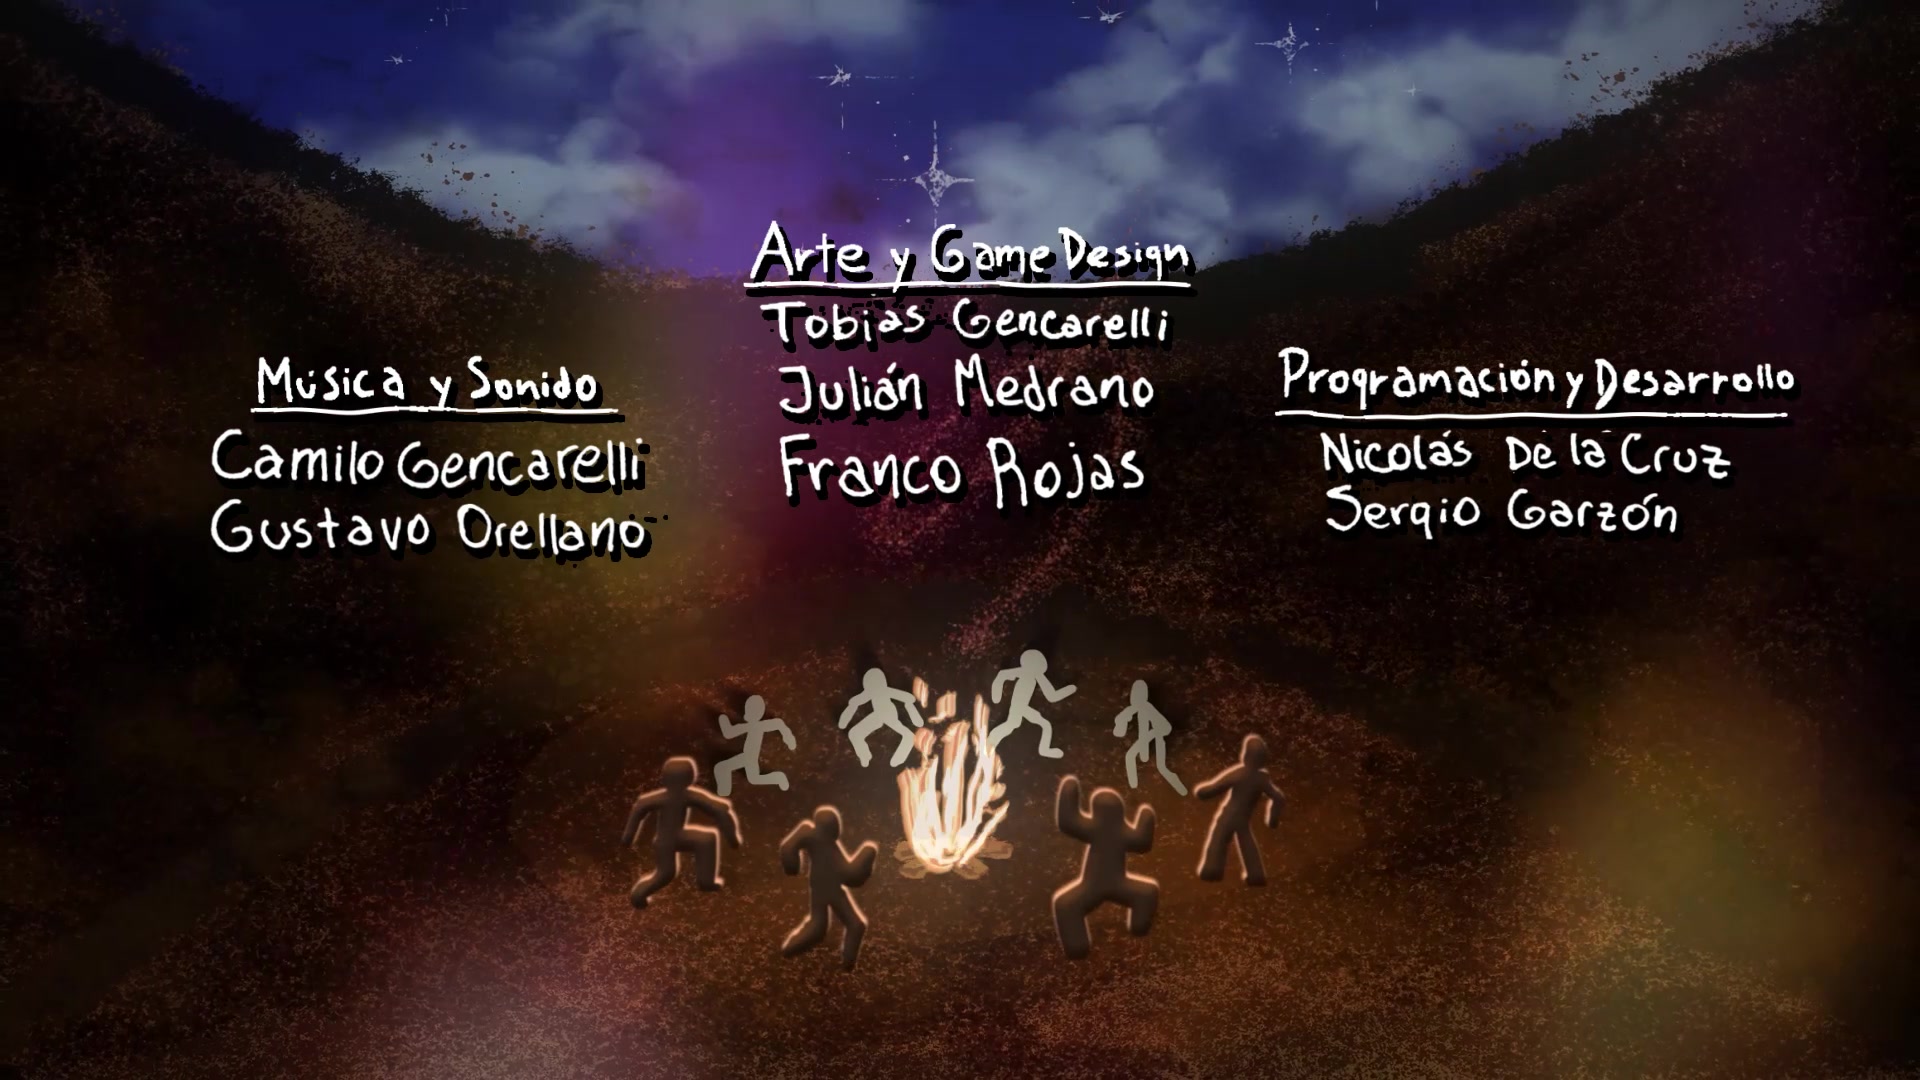 Música y Sonido
Camilo Gencarelli
Gustavo Orellano
Arte y Game Design
Tobias Gencarelli
Julián Medrano
Franco Rojas
Programación y Desarrollo
Nicolás De la Cruz
Sergio Garzón